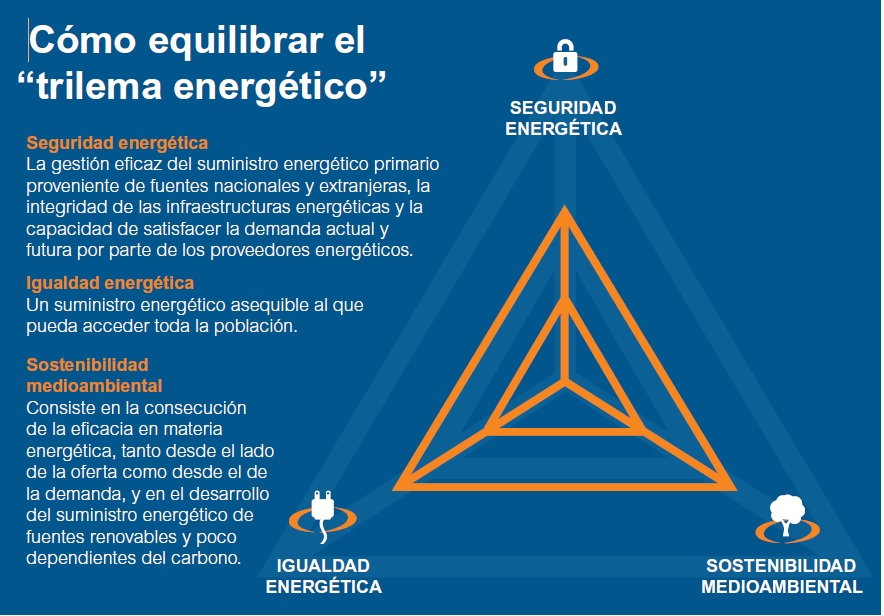 Cómo equilibrar el
“trilema energético”
Seguridad energética
La gestión eficaz del suministro energético primario
proveniente de fuentes nacionales y extranjeras, la
integridad de las infraestructuras energéticas y la
capacidad de satisfacer la demanda actual y
futura por parte de los proveedores energéticos.
Igualdad energética
Un suministro energético asequible al que
pueda acceder toda la población.
Sostenibilidad
medioambiental
Consiste en la consecución
de la eficacia en materia
energética, tanto desde el lado
de la oferta como desde el de
la demanda, y en el desarrollo
del suministro energético de
fuentes renovables y poco
dependientes del carbono.
SEGURIDAD
ENERGÉTICA
IGUALDAD
ENERGÉTICA
SOSTENIBILIDAD
MEDIOAMBIENTAL